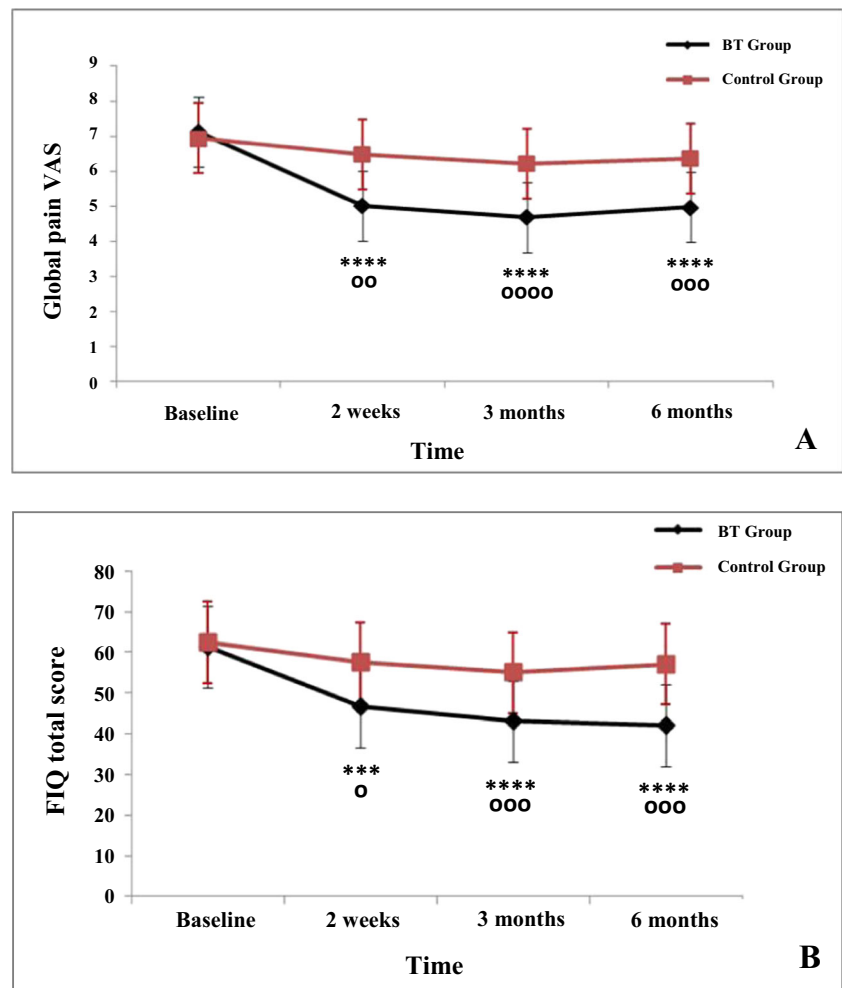 BT Group
Control Group
9
8
7
6
5
4
3
2
1
0
Global pain VAS
****
oo
****
oooo
****
ooo
Baseline 2 weeks 3 months 6 months
Time
A
BT Group
Control Group
80
70
60
50
40
30
20
10
0
FIQ total score
***
o
****
ooo
****
ooo
Baseline 2 weeks 3 months 6 months
Time
B